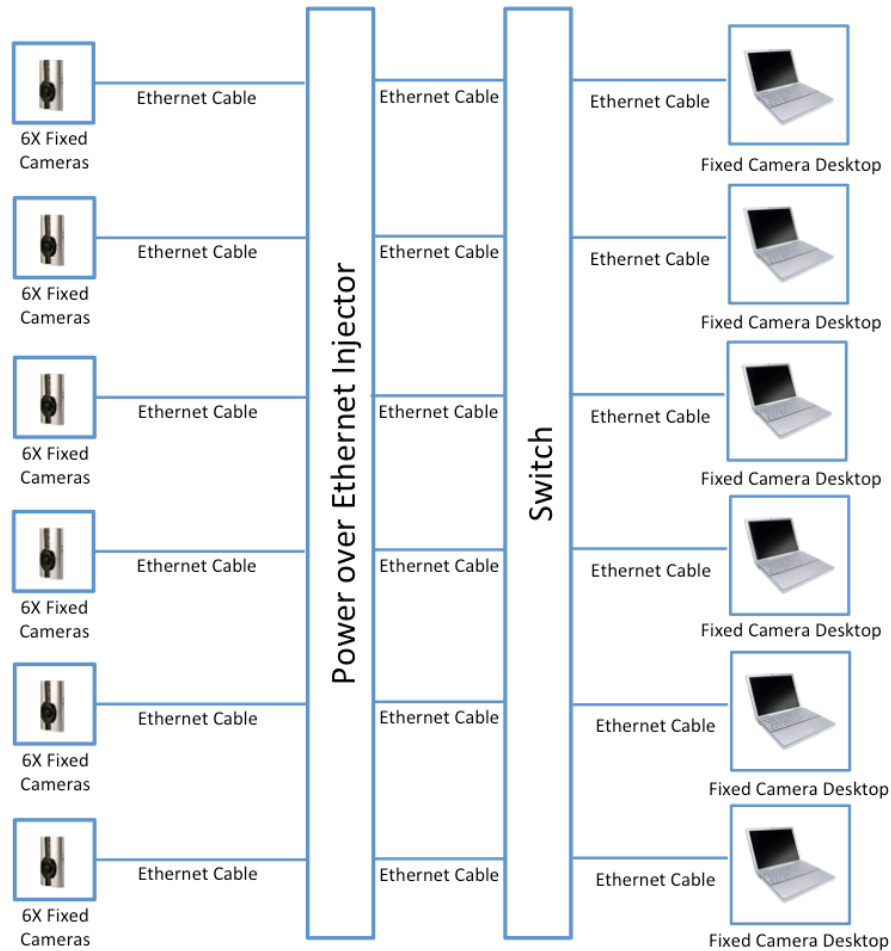 Ethernet Cable
Ethernet Cable
Ethernet Cable
6X Fixed
Cameras
Fixed Camera Desktop
Ethernet Cable
Ethernet Cable
Ethernet Cable
6X Fixed
Cameras
Fixed Camera Desktop
Power over Ethernet Injector
Switch
Ethernet Cable
Ethernet Cable
Ethernet Cable
6X Fixed
Cameras
Fixed Camera Desktop
Ethernet Cable
Ethernet Cable
Ethernet Cable
6X Fixed
Cameras
Fixed Camera Desktop
Ethernet Cable
Ethernet Cable
Ethernet Cable
6X Fixed
Cameras
Fixed Camera Desktop
Ethernet Cable
Ethernet Cable
Ethernet Cable
6X Fixed
Cameras
Fixed Camera Desktop